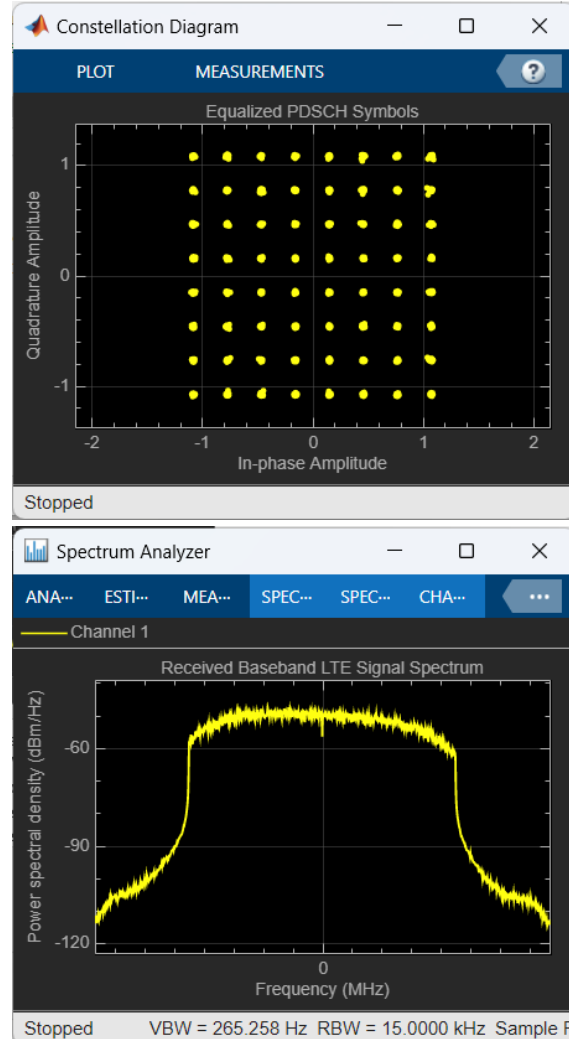 Constellation Diagram
PLOT MEASUREMENTS ?
Equalized PDSCH Symbols
Quadrature Amplitude
1
0
-1
-2 -1 0 1 2
In-phase Amplitude
Stopped
Spectrum Analyzer
ANA··· ESTI··· MEA··· SPEC··· SPEC··· CHA··· ···
Channel 1
Received Baseband LTE Signal Spectrum
Power spectral density (dBm/Hz)
-60
-90
-120
0
Frequency (MHz)
Stopped VBW = 265.258 Hz RBW = 15.0000 kHz Sample